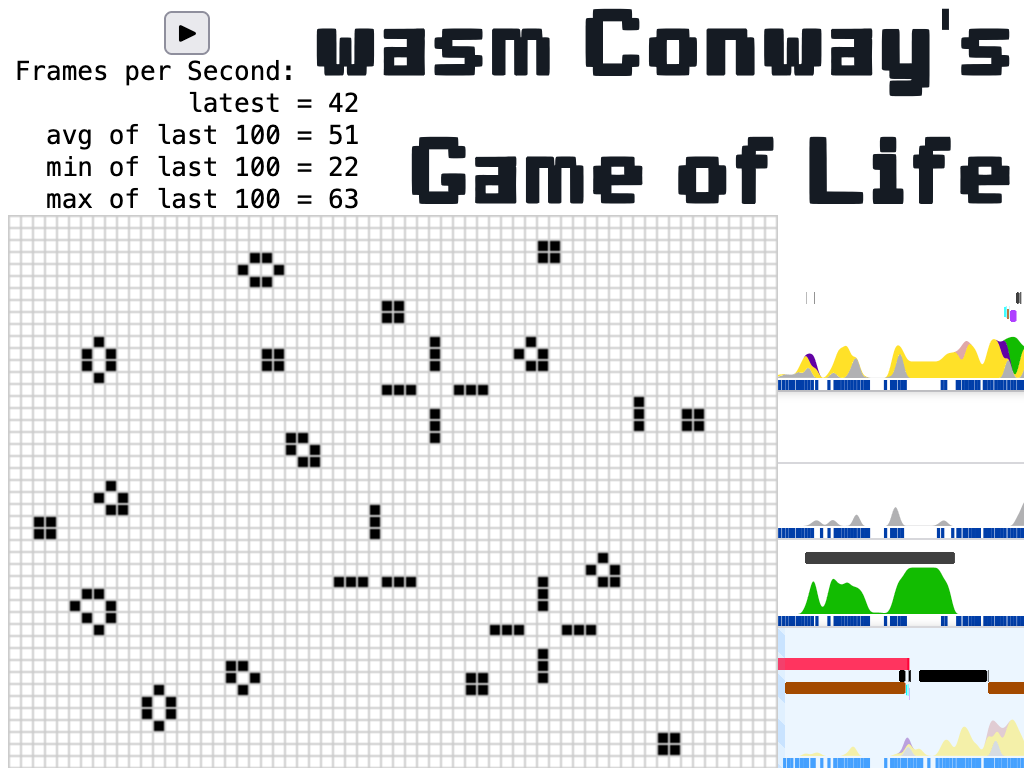 wasm Conway's
Game of Life
Frames per Second:
latest = 42
avg of last 100 = 51
min of last 100 = 22
max of last 100 = 63